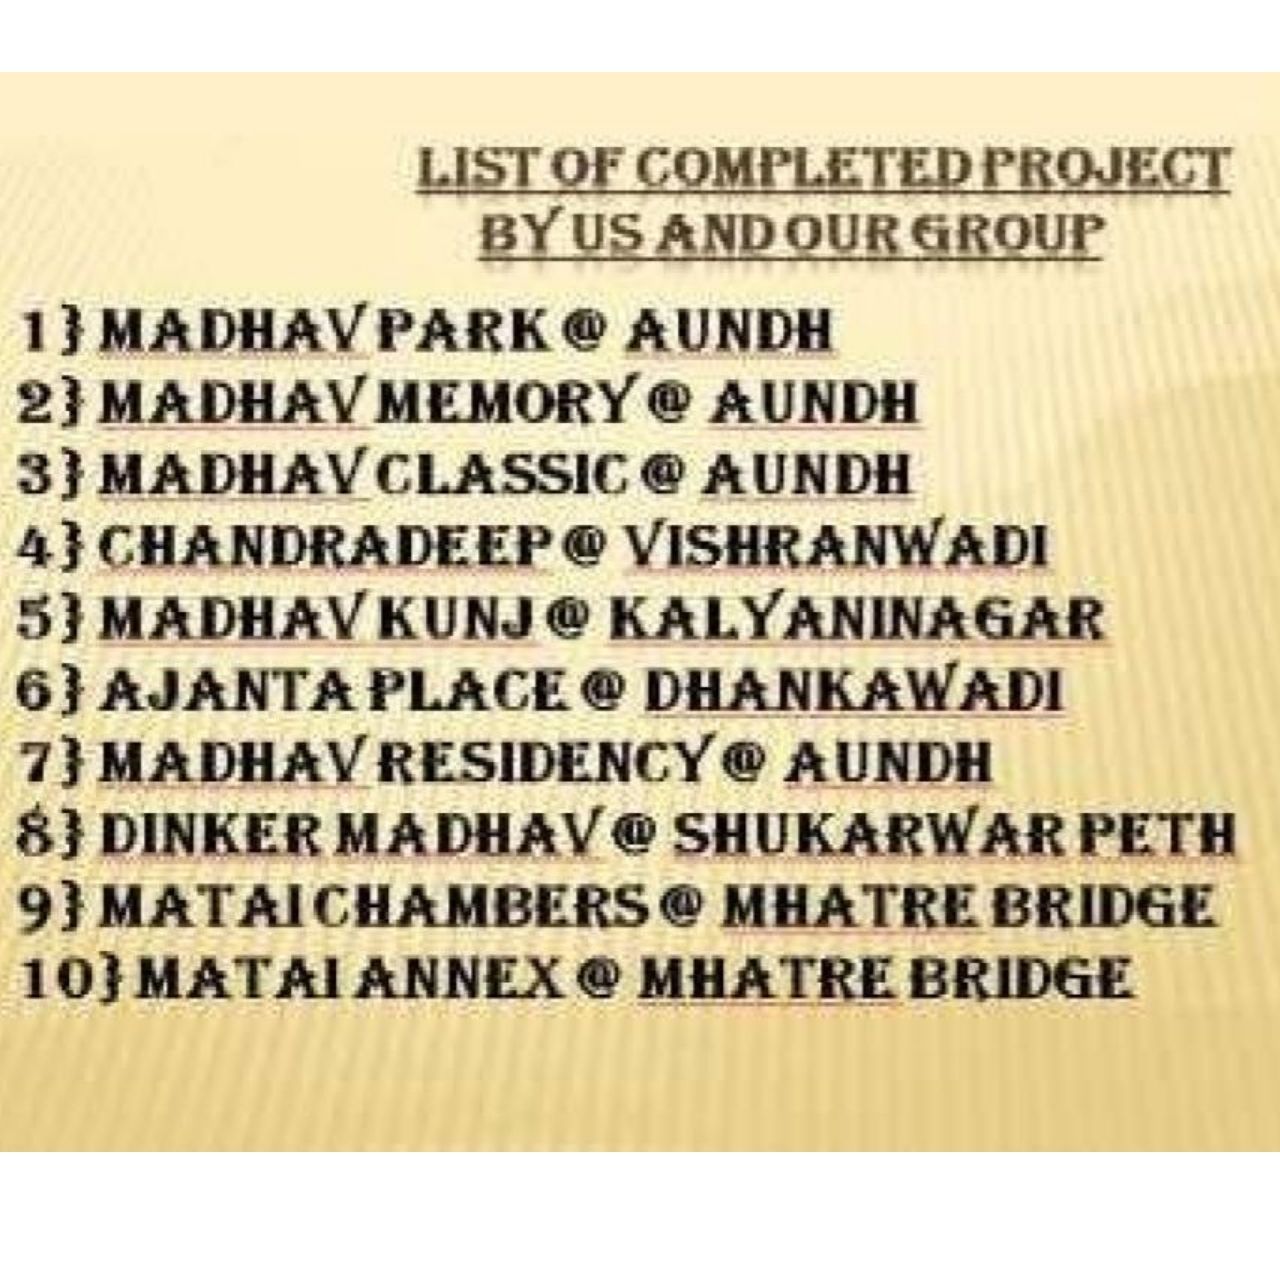 LIST OF COMPLETED PROJECT
BY US AND OUR GROUP
1} MADHAV PARK @ AUNDH
2} MADHAV MEMORY @ AUNDH
3} MADHAV CLASSIC @ AUNDH
4} CHANDRADEEP @ VISHRANWADI
5} MADHAV KUNJ @ KALYANINAGAR
6} AJANTA PLACE @ DHANKAWADI
7} MADHAV RESIDENCY @ AUNDH
8} DINKER MADHAV @ SHUKARWAR PETH
9} MATAI CHAMBERS @ MHATRE BRIDGE
10} MATAI ANNEX @ MHATRE BRIDGE